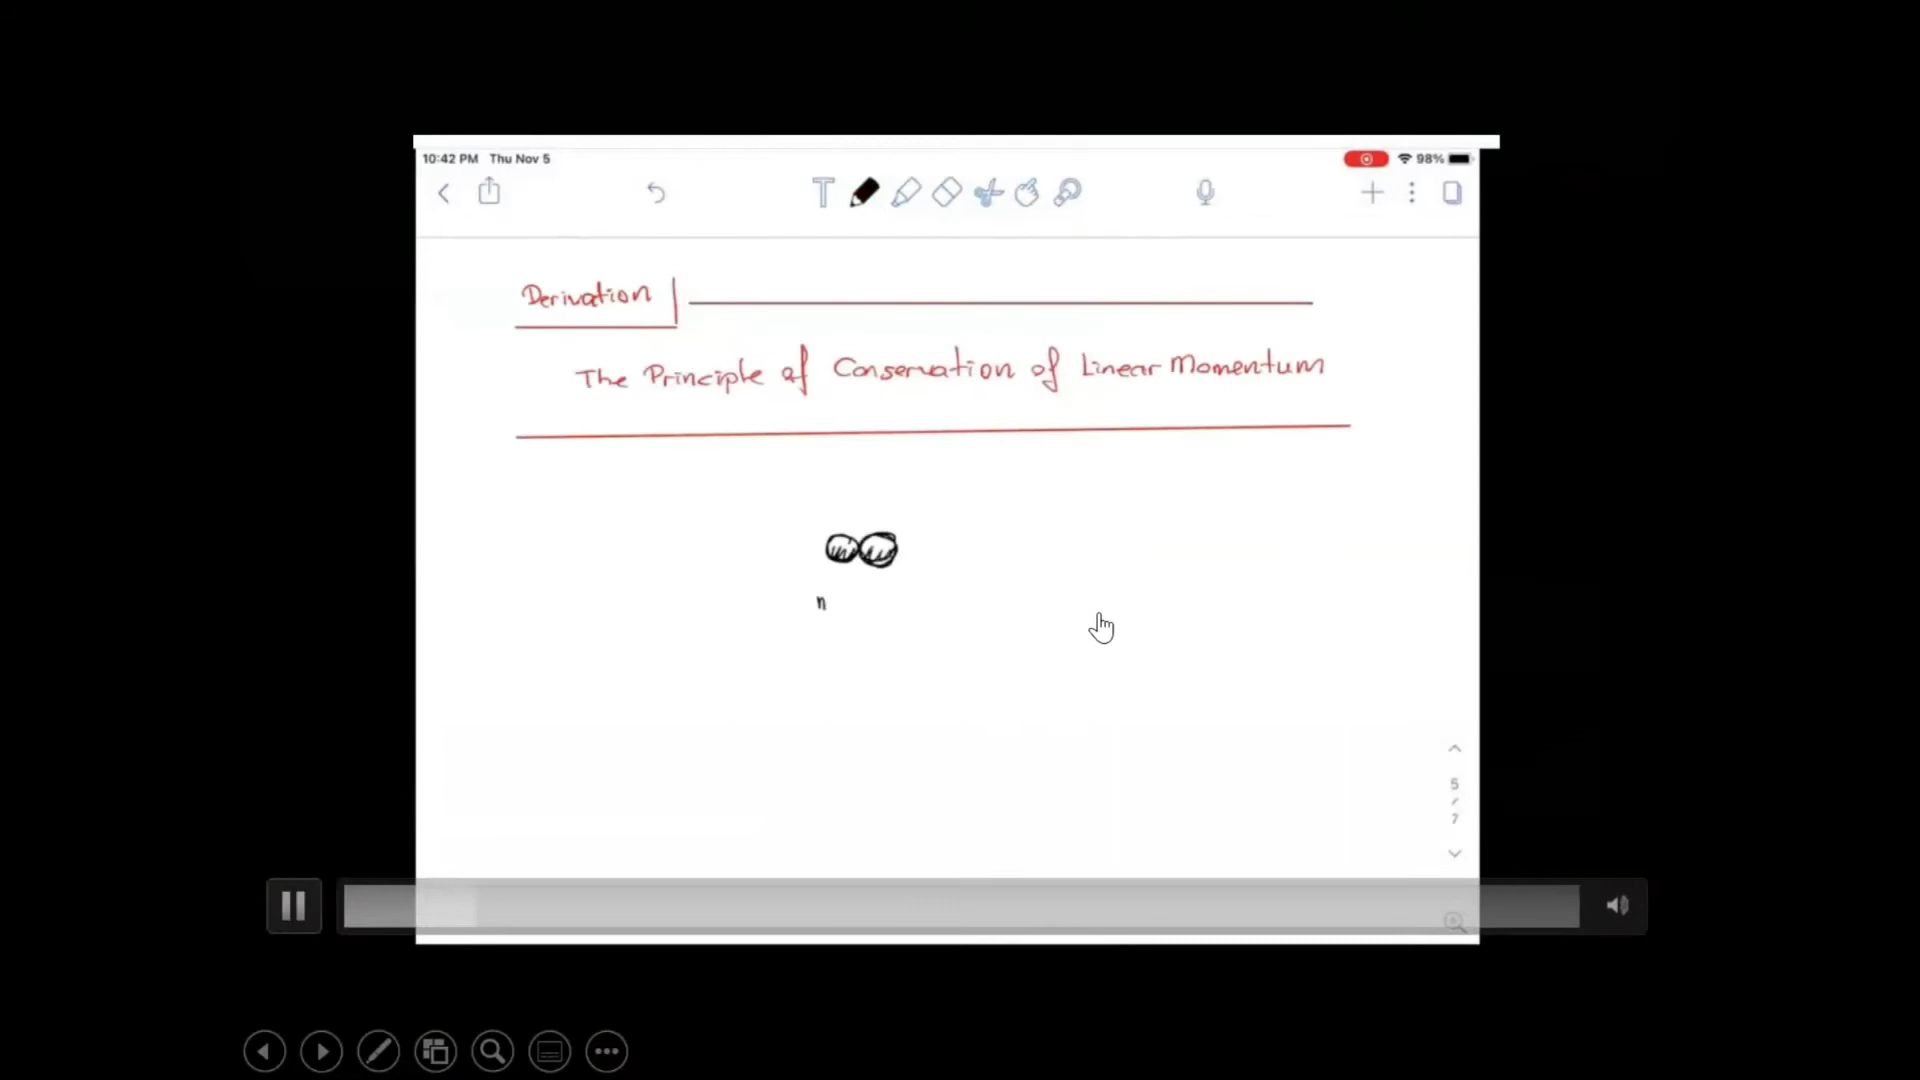 10:42 PM Thu Nov 5
98%
T
Derivation
The Principle of Conservation of Linear Momentum
n
5
/
7